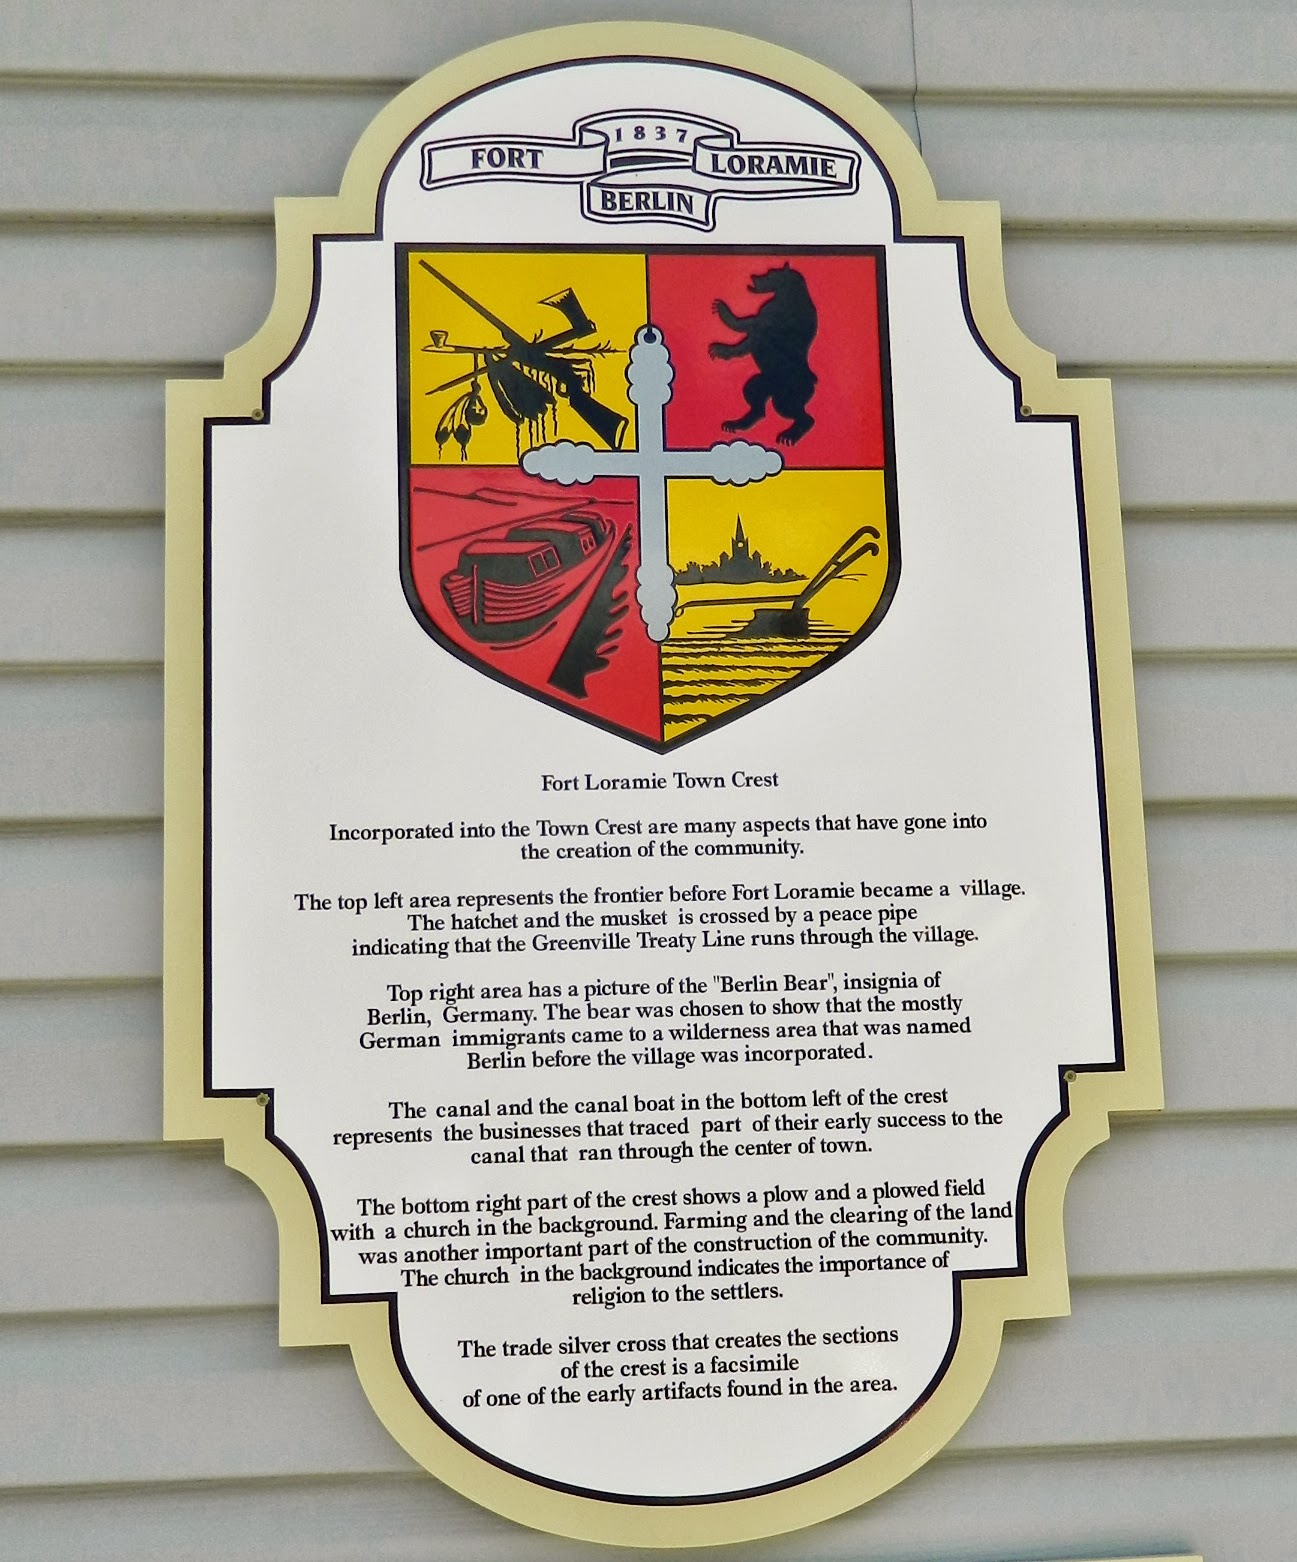 1837
FORT LORAMIE
BERLIN
Fort Loramie Town Crest
Incorporated into the Town Crest are many aspects that have gone into
the creation of the community.
The top left area represents the frontier before Fort Loramie became a village.
The hatchet and the musket is crossed by a peace pipe
indicating that the Greenville Treaty Line runs through the village.
Top right area has a picture of the "Berlin Bear", insignia of
Berlin, Germany. The bear was chosen to show that the mostly
German immigrants came to a wilderness area that was named
Berlin before the village was incorporated.
The canal and the canal boat in the bottom left of the crest
represents the businesses that traced part of their early success to the
canal that ran through the center of town.
The bottom right part of the crest shows a plow and a plowed field
with a church in the background. Farming and the clearing of the land
was another important part of the construction of the community.
The church in the background indicates the importance of
religion to the settlers.
The trade silver cross that creates the sections
of the crest is a facsimile
of one of the early artifacts found in the area.